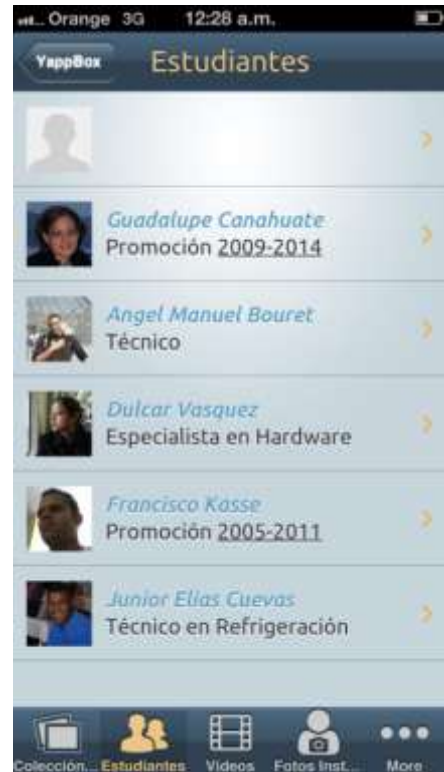 Orange 3G 12:28 a.m.
YappBox Estudiantes
Guadalupe Canahuate
Promoción 2009-2014
Angel Manuel Bouret
Técnico
Dulcar Vasquez
Especialista en Hardware
Francisco Kasse
Promoción 2005-2011
Junior Elias Cuevas
Técnico en Refrigeración
Colección... Estudiantes Videos Fotos Inst... More